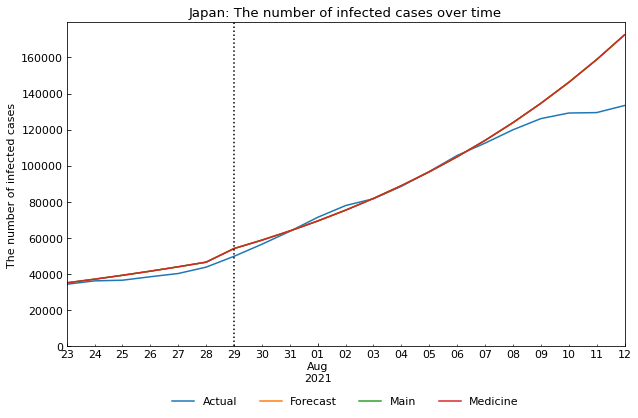 Japan: The number of infected cases over time
The number of infected cases
160000
140000
120000
100000
80000
60000
40000
20000
0
23 24 25 26 27 28 29 30 31 01 02 03 04 05 06 07 08 09 10 11 12
Aug
2021
Actual Forecast Main Medicine